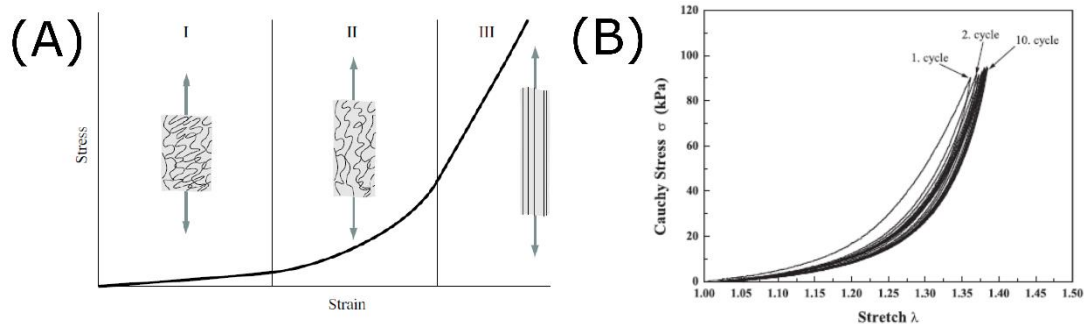 (A)
I II III
Stress
Strain
(B)
120
100
80
60
40
20
0
Cauchy Stress σ (kPa)
1. cycle
2. cycle
10. cycle
1.00 1.05 1.10 1.15 1.20 1.25 1.30 1.35 1.40 1.45 1.50
Stretch λ